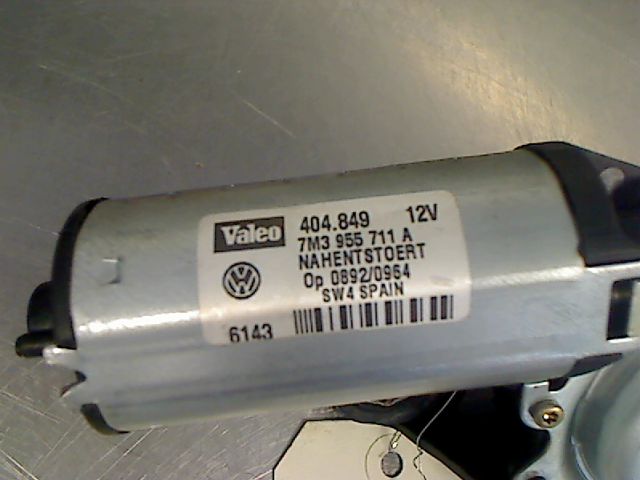 Valeo 404.849 12V
7M3 955 711 A
NAHENTSTOERT
Op 0892/0964
SW4 SPAIN
6143